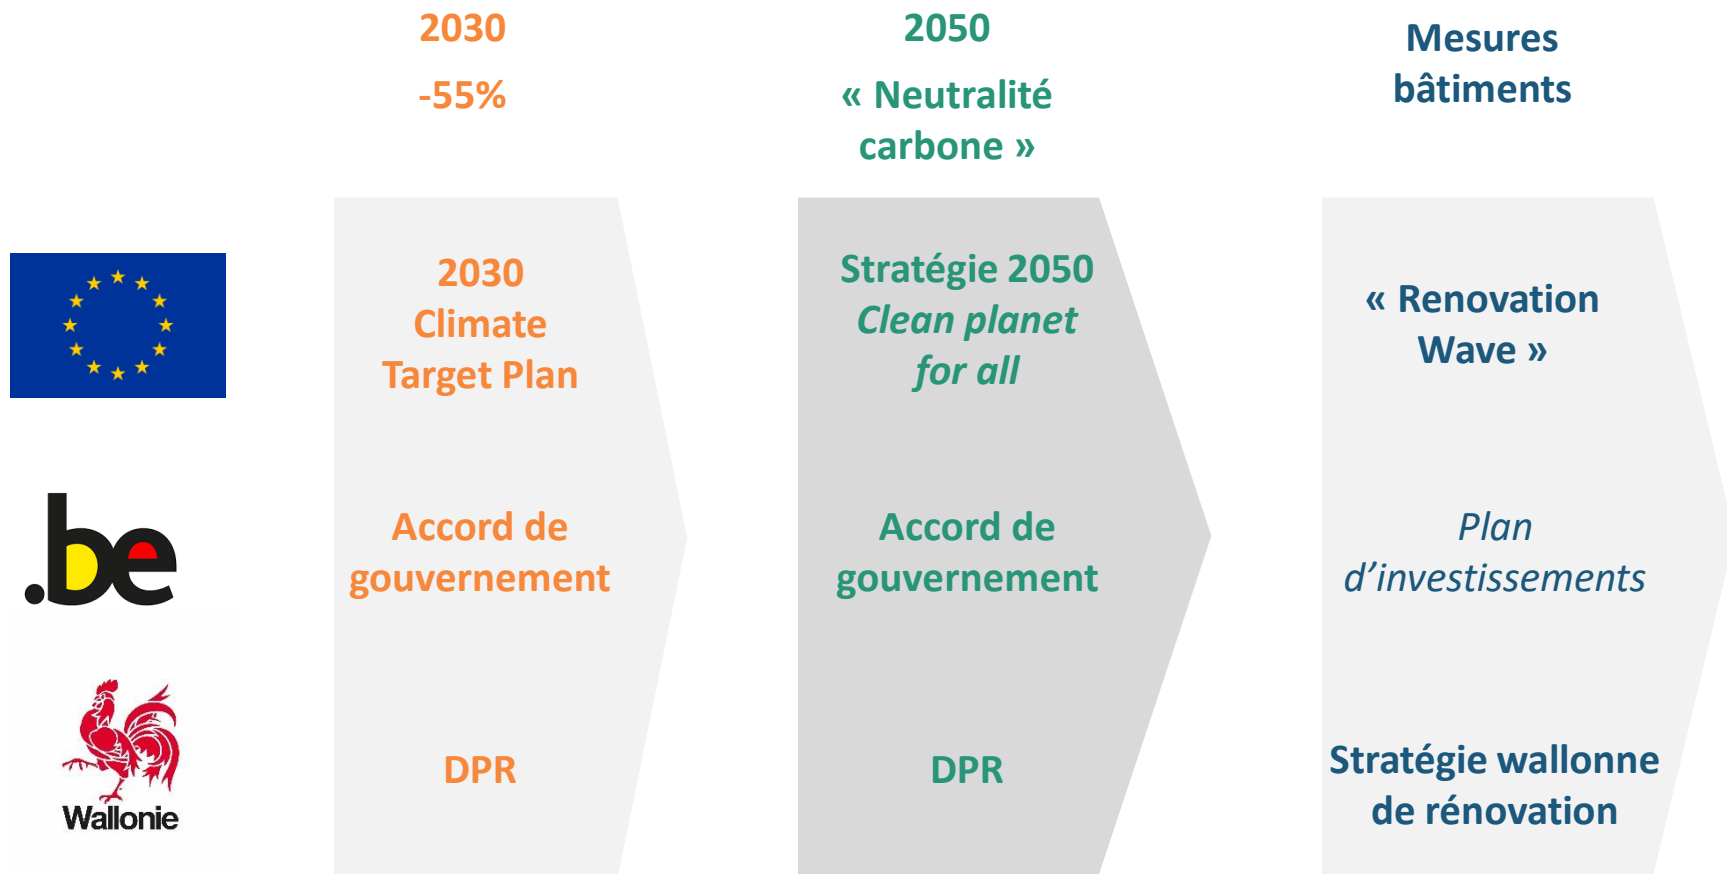 2030
-55%
2050
« Neutralité
carbone »
Mesures
bâtiments
2030
Climate
Target Plan
Stratégie 2050
Clean planet
for all
« Renovation
Wave »
.be
Accord de
gouvernement
Accord de
gouvernement
Plan
d’investissements
Wallonie
DPR
DPR
Stratégie wallonne
de rénovation